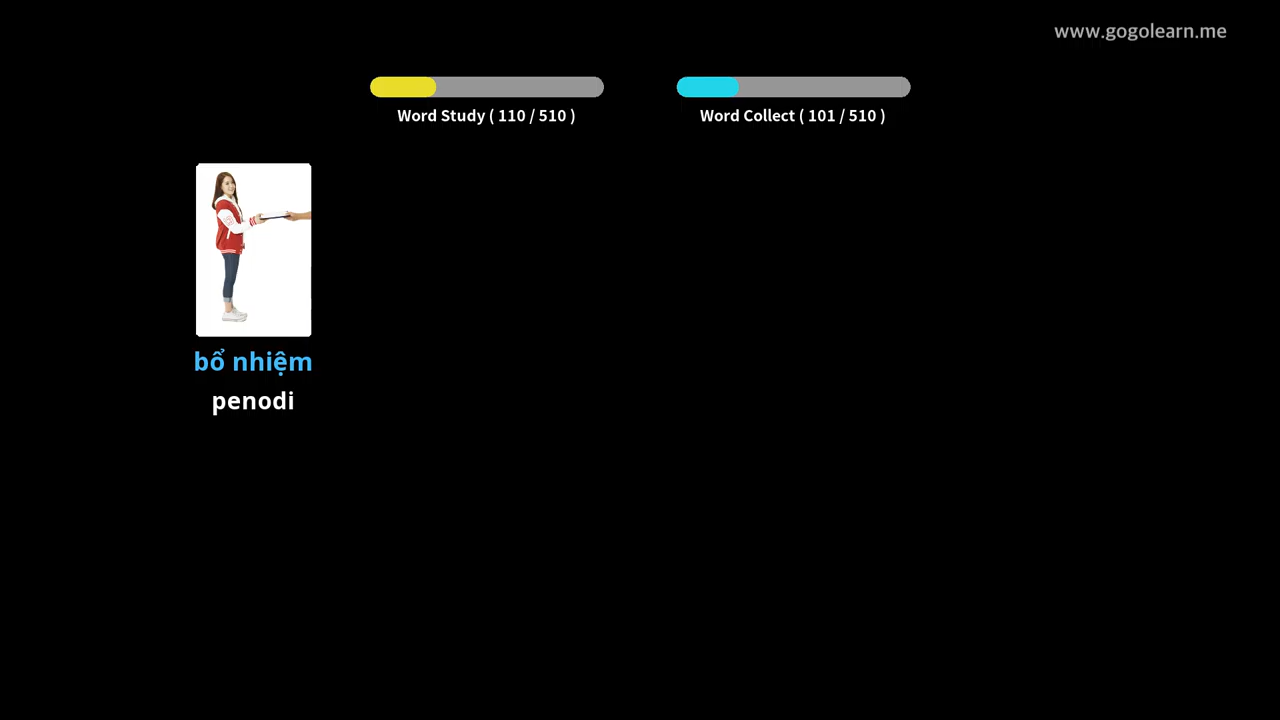 www.gogolearn.me
Word Study ( 110 / 510 )
Word Collect ( 101 / 510 )
bổ nhiệm
penodi